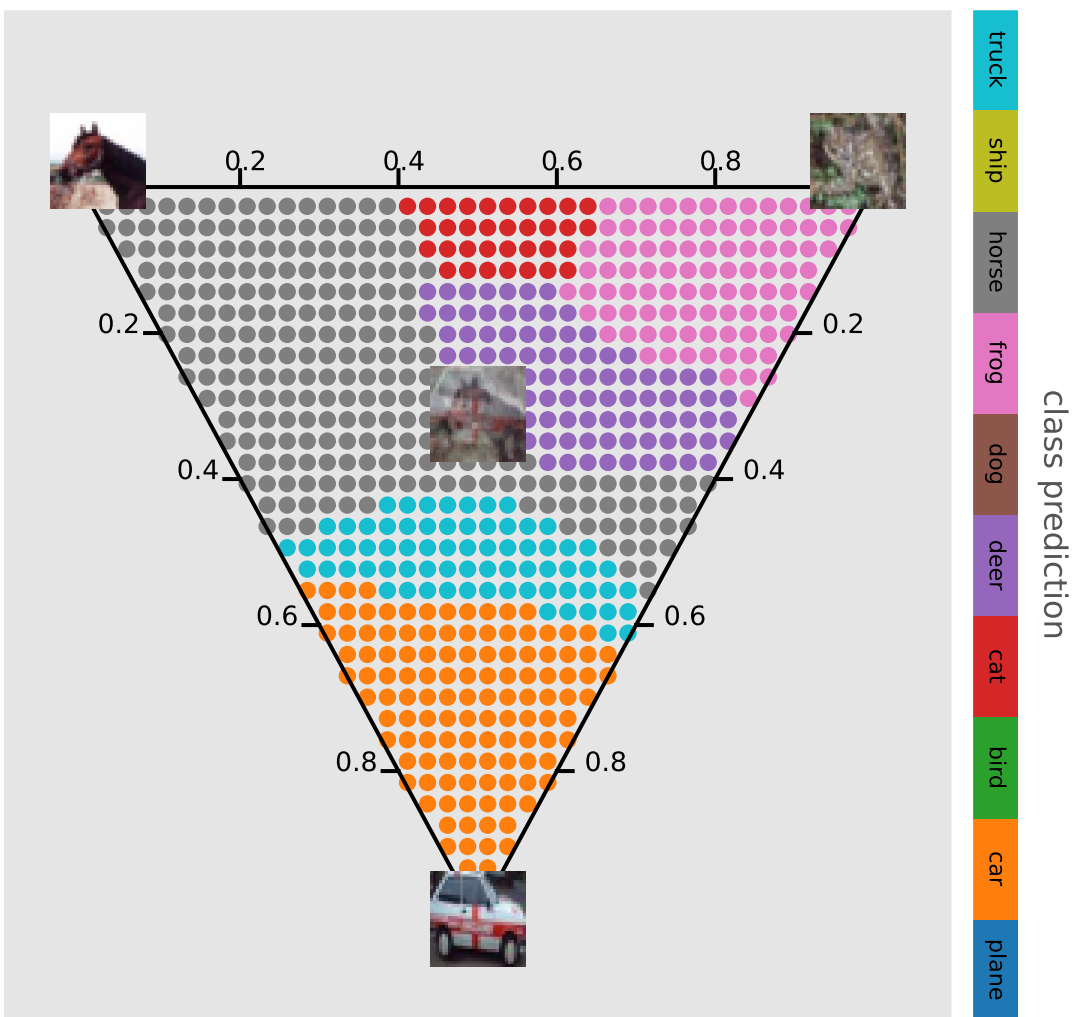 0.2 0.4 0.6 0.8
0.2 0.2
0.4 0.4
0.6 0.6
0.8 0.8
truck
ship
horse
frog
dog
deer
cat
bird
car
plane
class prediction